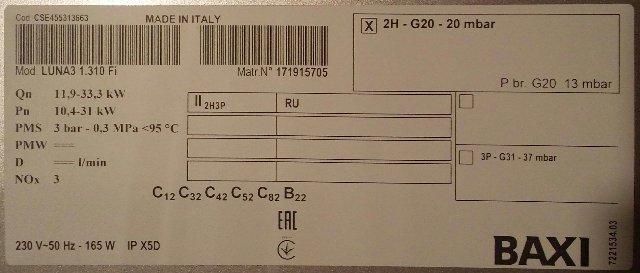 Cod. CSE455313663
MADE IN ITALY
Mod. LUNA3 1.310 Fi
Matr.N° 171915705
Qn 11,9-33,3 kW
Pn 10,4-31 kW
PMS 3 bar - 0,3 MPa <95 °C
PMW ===
D === l/min
NOx 3
II 2H3P RU
C12 C32 C42 C52 C82 B22
EAC
230 V~50 Hz - 165 W IP X5D
X 2H - G20 - 20 mbar
P br. G20 13 mbar
3P - G31 - 37 mbar
BAXI
7221534.03